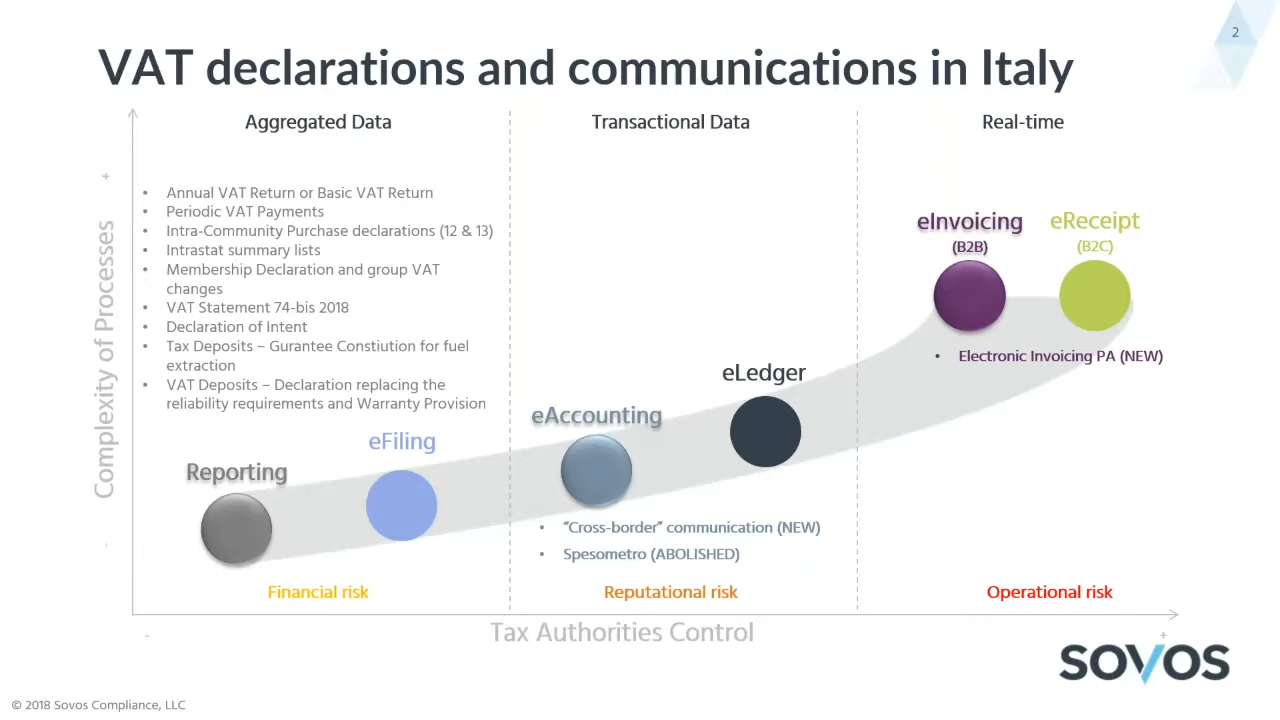 2
VAT declarations and communications in Italy
Aggregated Data
Transactional Data
Real-time
+
Complexity of Processes
-
• Annual VAT Return or Basic VAT Return
• Periodic VAT Payments
• Intra-Community Purchase declarations (12 & 13)
• Intrastat summary lists
• Membership Declaration and group VAT
changes
• VAT Statement 74-bis 2018
• Declaration of Intent
• Tax Deposits – Gurantee Constiution for fuel
extraction
• VAT Deposits – Declaration replacing the
reliability requirements and Warranty Provision
Reporting
eFiling
eAccounting
eLedger
• “Cross-border” communication (NEW)
• Spesometro (ABOLISHED)
eInvoicing
(B2B)
eReceipt
(B2C)
• Electronic Invoicing PA (NEW)
Financial risk
Reputational risk
Operational risk
-
Tax Authorities Control
+
SOVOS
© 2018 Sovos Compliance, LLC